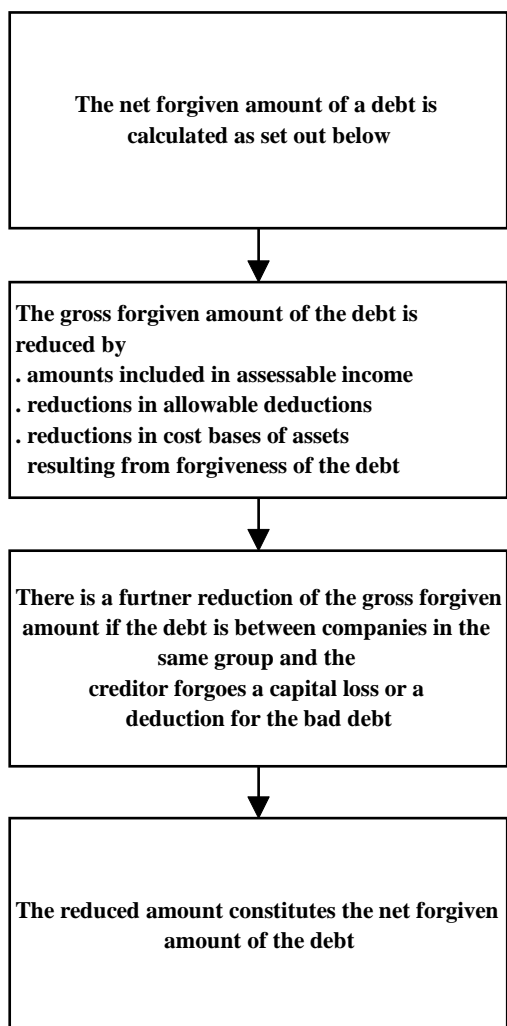 The net forgiven amount of a debt is
calculated as set out below
The gross forgiven amount of the debt is
reduced by
. amounts included in assessable income
. reductions in allowable deductions
. reductions in cost bases of assets
resulting from forgiveness of the debt
There is a furtner reduction of the gross forgiven
amount if the debt is between companies in the
same group and the
creditor forgoes a capital loss or a
deduction for the bad debt
The reduced amount constitutes the net forgiven
amount of the debt